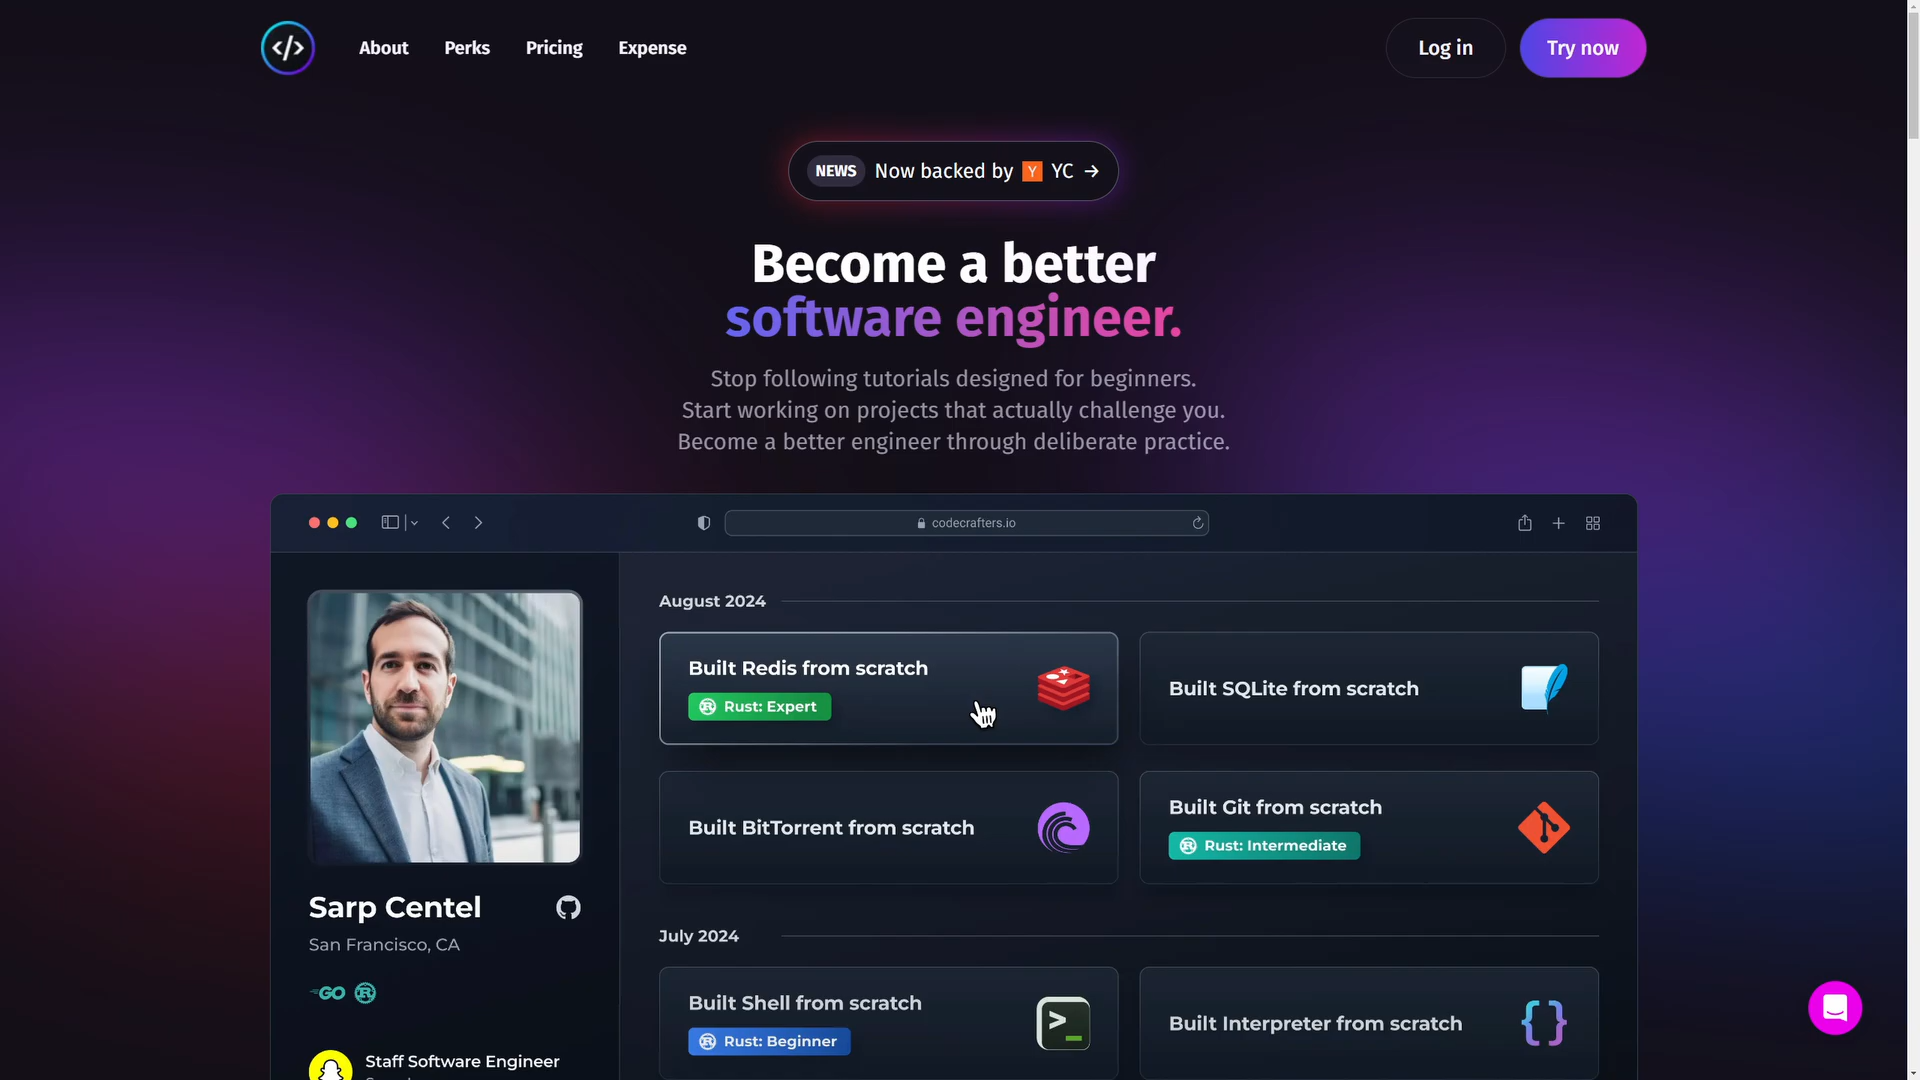 </>
About
Perks
Pricing
Expense
Log in
Try now
NEWS Now backed by Y YC →
Become a better
software engineer.
Stop following tutorials designed for beginners.
Start working on projects that actually challenge you.
Become a better engineer through deliberate practice.
codecrafters.io
Sarp Centel
San Francisco, CA
GO
Staff Software Engineer
August 2024
Built Redis from scratch
Rust: Expert
Built SQLite from scratch
Built BitTorrent from scratch
Built Git from scratch
Rust: Intermediate
July 2024
Built Shell from scratch
Rust: Beginner
Built Interpreter from scratch